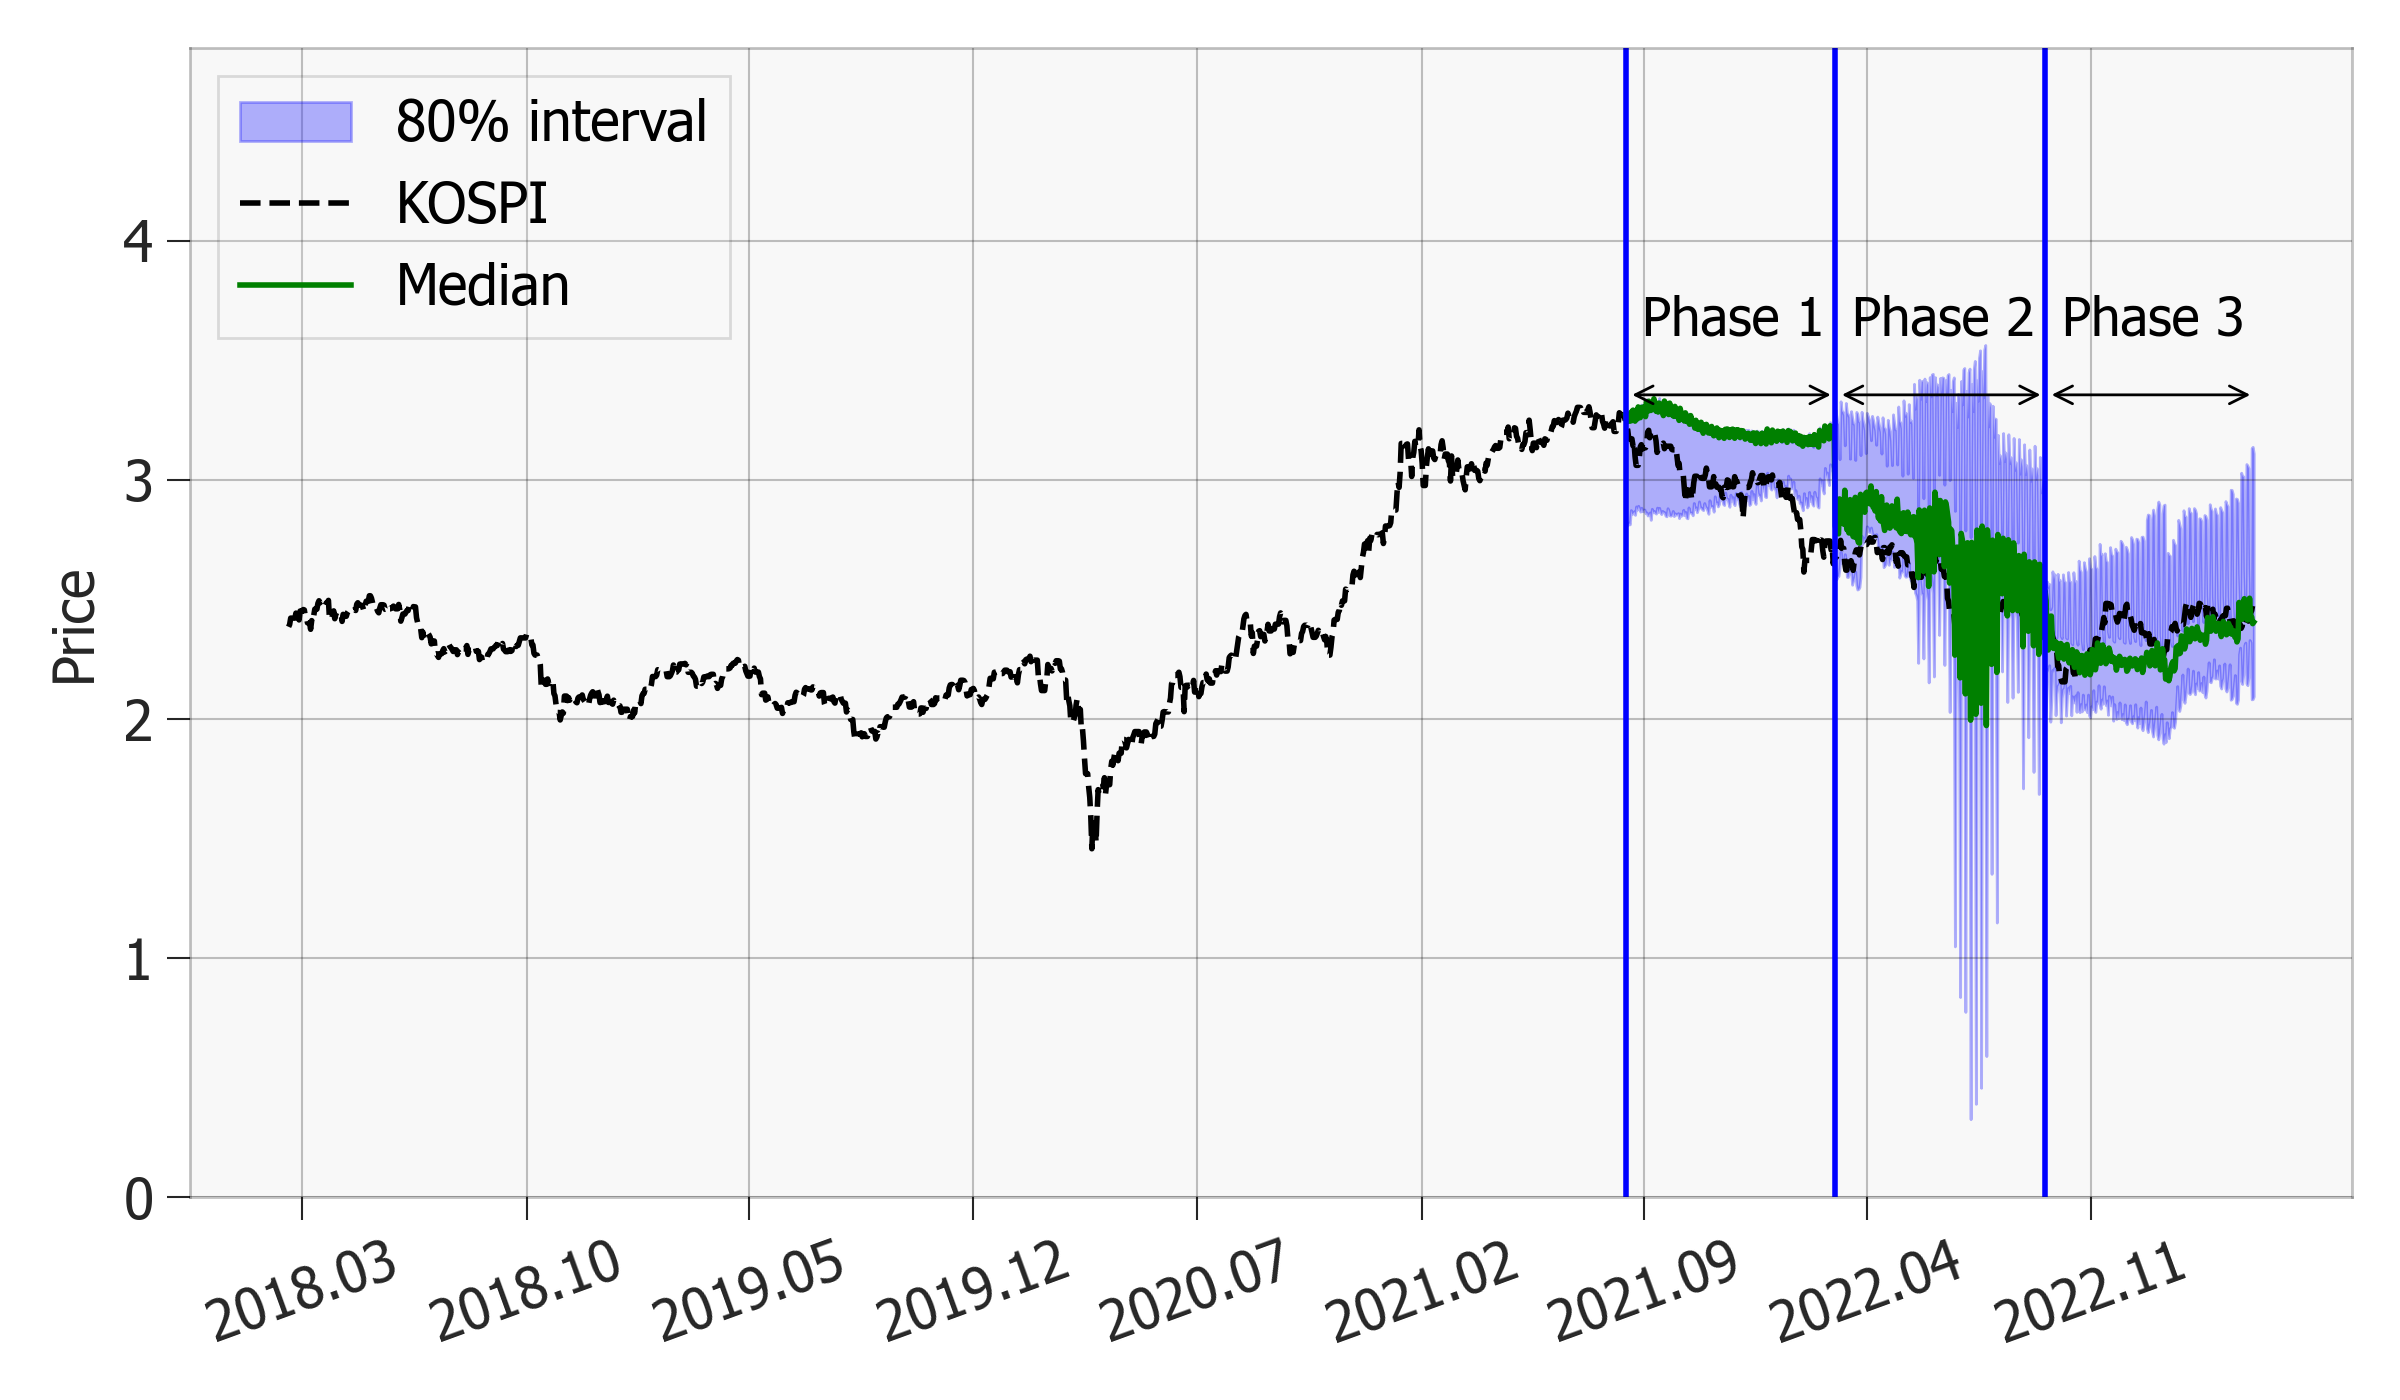 80% interval
KOSPI
Median
Phase 1
Phase 2
Phase 3
Price
4
3
2
1
0
2018.03
2018.10
2019.05
2019.12
2020.07
2021.02
2021.09
2022.04
2022.11